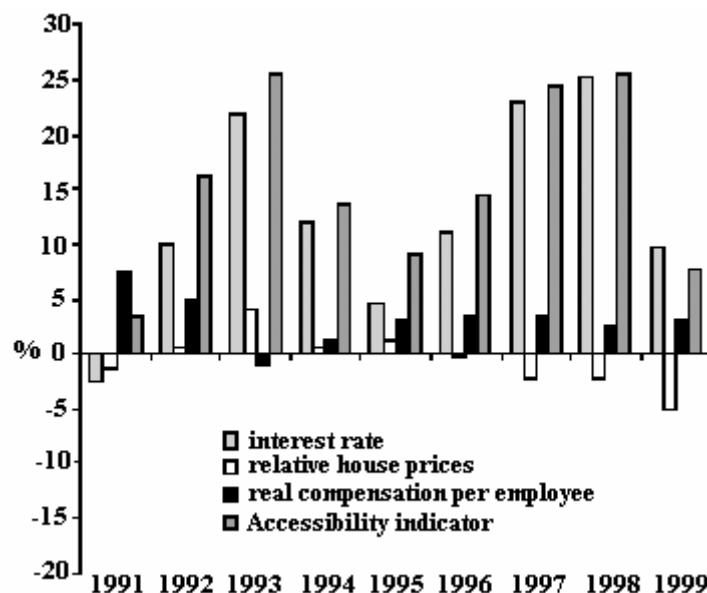 30
25
20
15
10
5
% 0
-5
-10
-15
-20
interest rate
relative house prices
real compensation per employee
Accessibility indicator
1991 1992 1993 1994 1995 1996 1997 1998 1999